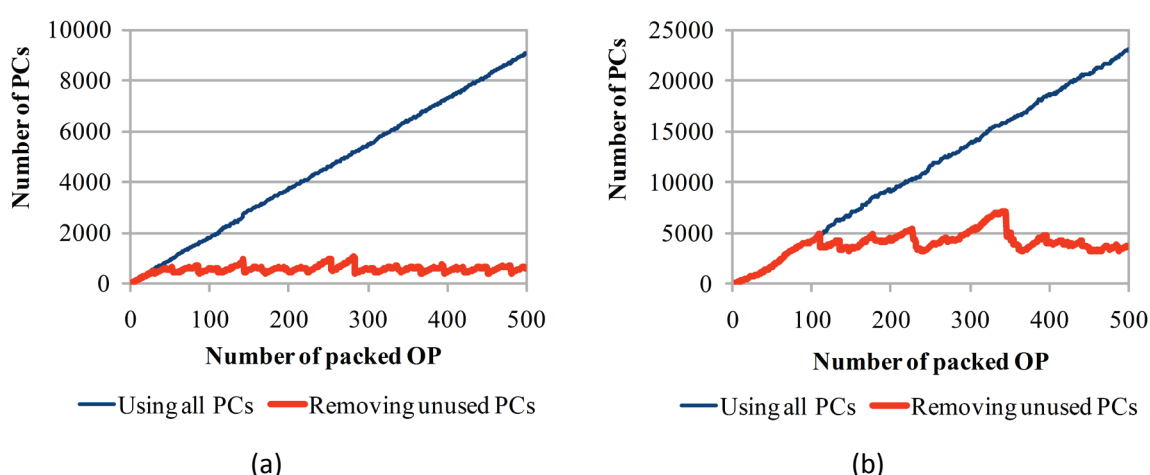 10000
8000
6000
4000
2000
0
Number of PCs
0 100 200 300 400 500
Number of packed OP
Using all PCs Removing unused PCs
(a)
25000
20000
15000
10000
5000
0
Number of PCs
0 100 200 300 400 500
Number of packed OP
Using all PCs Removing unused PCs
(b)